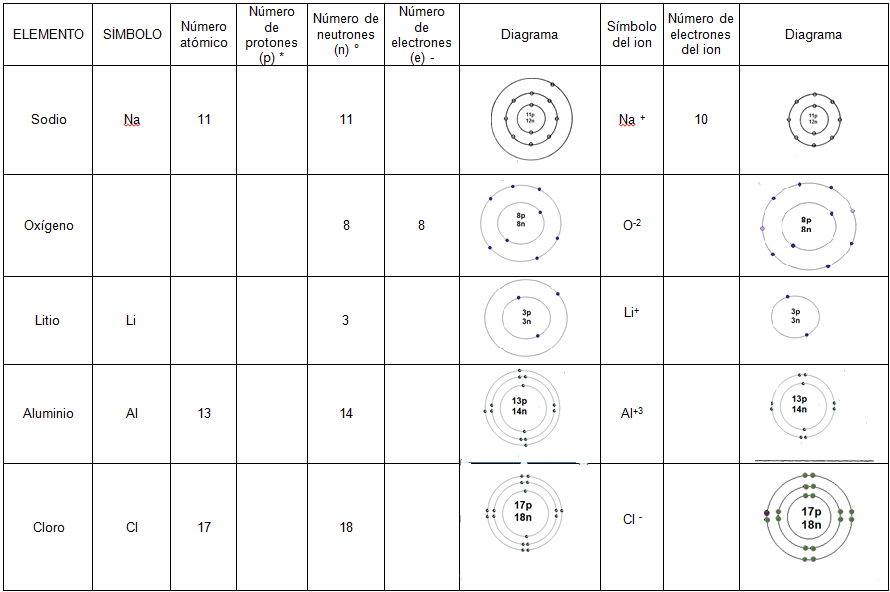 ELEMENTO SÍMBOLO Número atómico Número de protones (p) * Número de neutrones (n) ° Número de electrones (e) - Diagrama Símbolo del ion Número de electrones del ion Diagrama
Sodio Na 11 11 11p 12n Na + 10 11p 12n
Oxígeno 8 8 8p 8n O-2 8p 8n
Litio Li 3 3p 3n Li+ 3p 3n
Aluminio Al 13 14 13p 14n Al+3 13p 14n
Cloro Cl 17 18 17p 18n Cl - 17p 18n